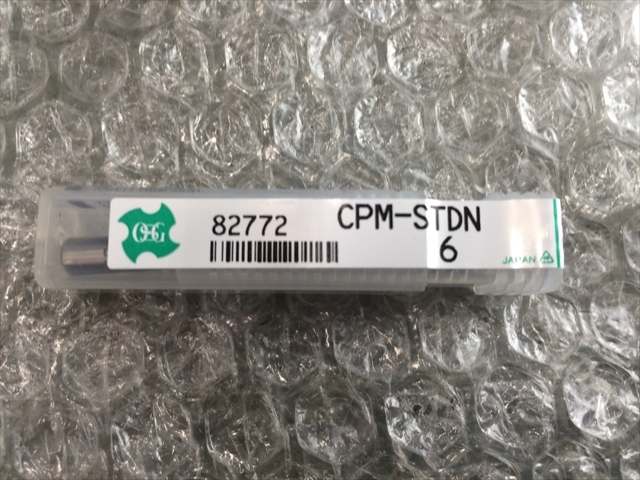 OSG
82772
CPM-STDN
6
JAPAN